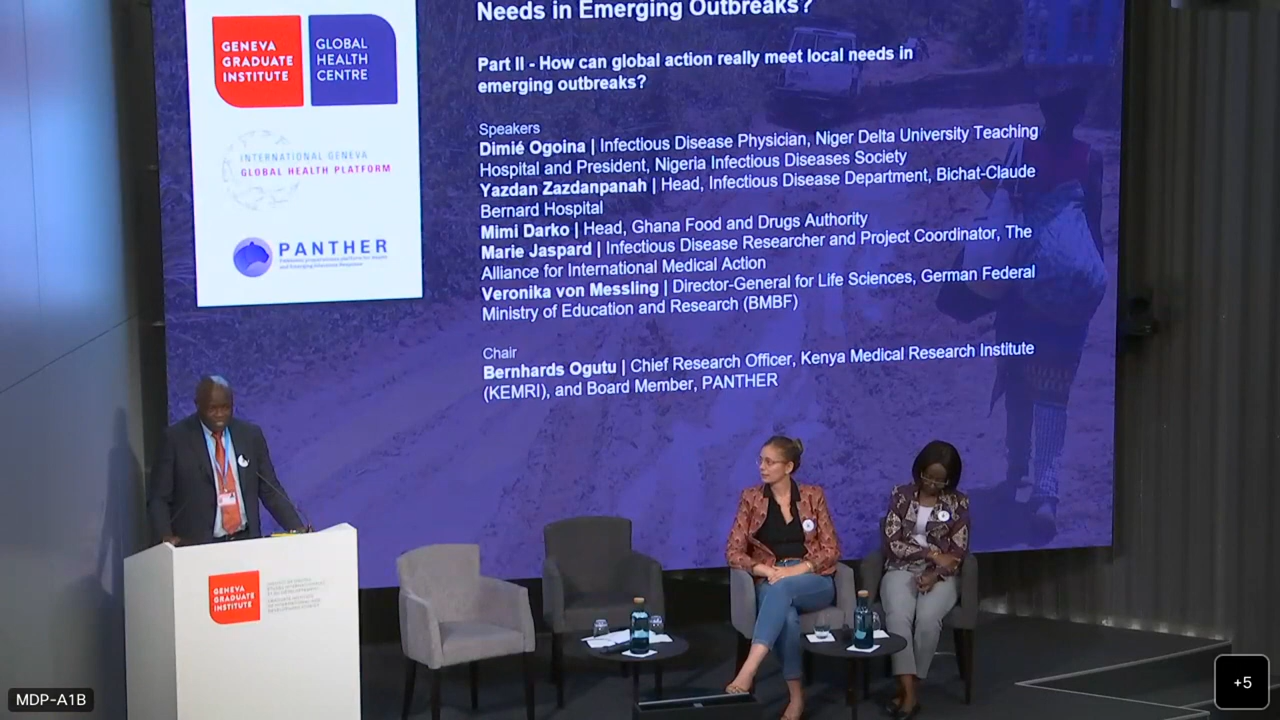 Needs in Emerging Outbreaks?
Part II - How can global action really meet local needs in
emerging outbreaks?
Speakers
Dimié Ogoina | Infectious Disease Physician, Niger Delta University Teaching
Hospital and President, Nigeria Infectious Diseases Society
Yazdan Zazdanpanah | Head, Infectious Disease Department, Bichat-Claude
Bernard Hospital
Mimi Darko | Head, Ghana Food and Drugs Authority
Marie Jaspard | Infectious Disease Researcher and Project Coordinator, The
Alliance for International Medical Action
Veronika von Messling | Director-General for Life Sciences, German Federal
Ministry of Education and Research (BMBF)
Chair
Bernhards Ogutu | Chief Research Officer, Kenya Medical Research Institute
(KEMRI), and Board Member, PANTHER
GENEVA
GRADUATE
INSTITUTE
GLOBAL
HEALTH
CENTRE
INTERNATIONAL GENEVA
GLOBAL HEALTH PLATFORM
PANTHER
GENEVA
GRADUATE
INSTITUTE
MDP-A1B
+5